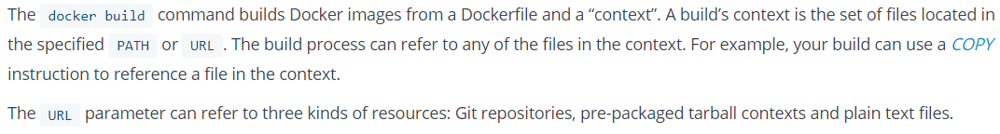 The docker build command builds Docker images from a Dockerfile and a “context”. A build’s context is the set of files located in
the specified PATH or URL . The build process can refer to any of the files in the context. For example, your build can use a COPY
instruction to reference a file in the context.
The URL parameter can refer to three kinds of resources: Git repositories, pre-packaged tarball contexts and plain text files.